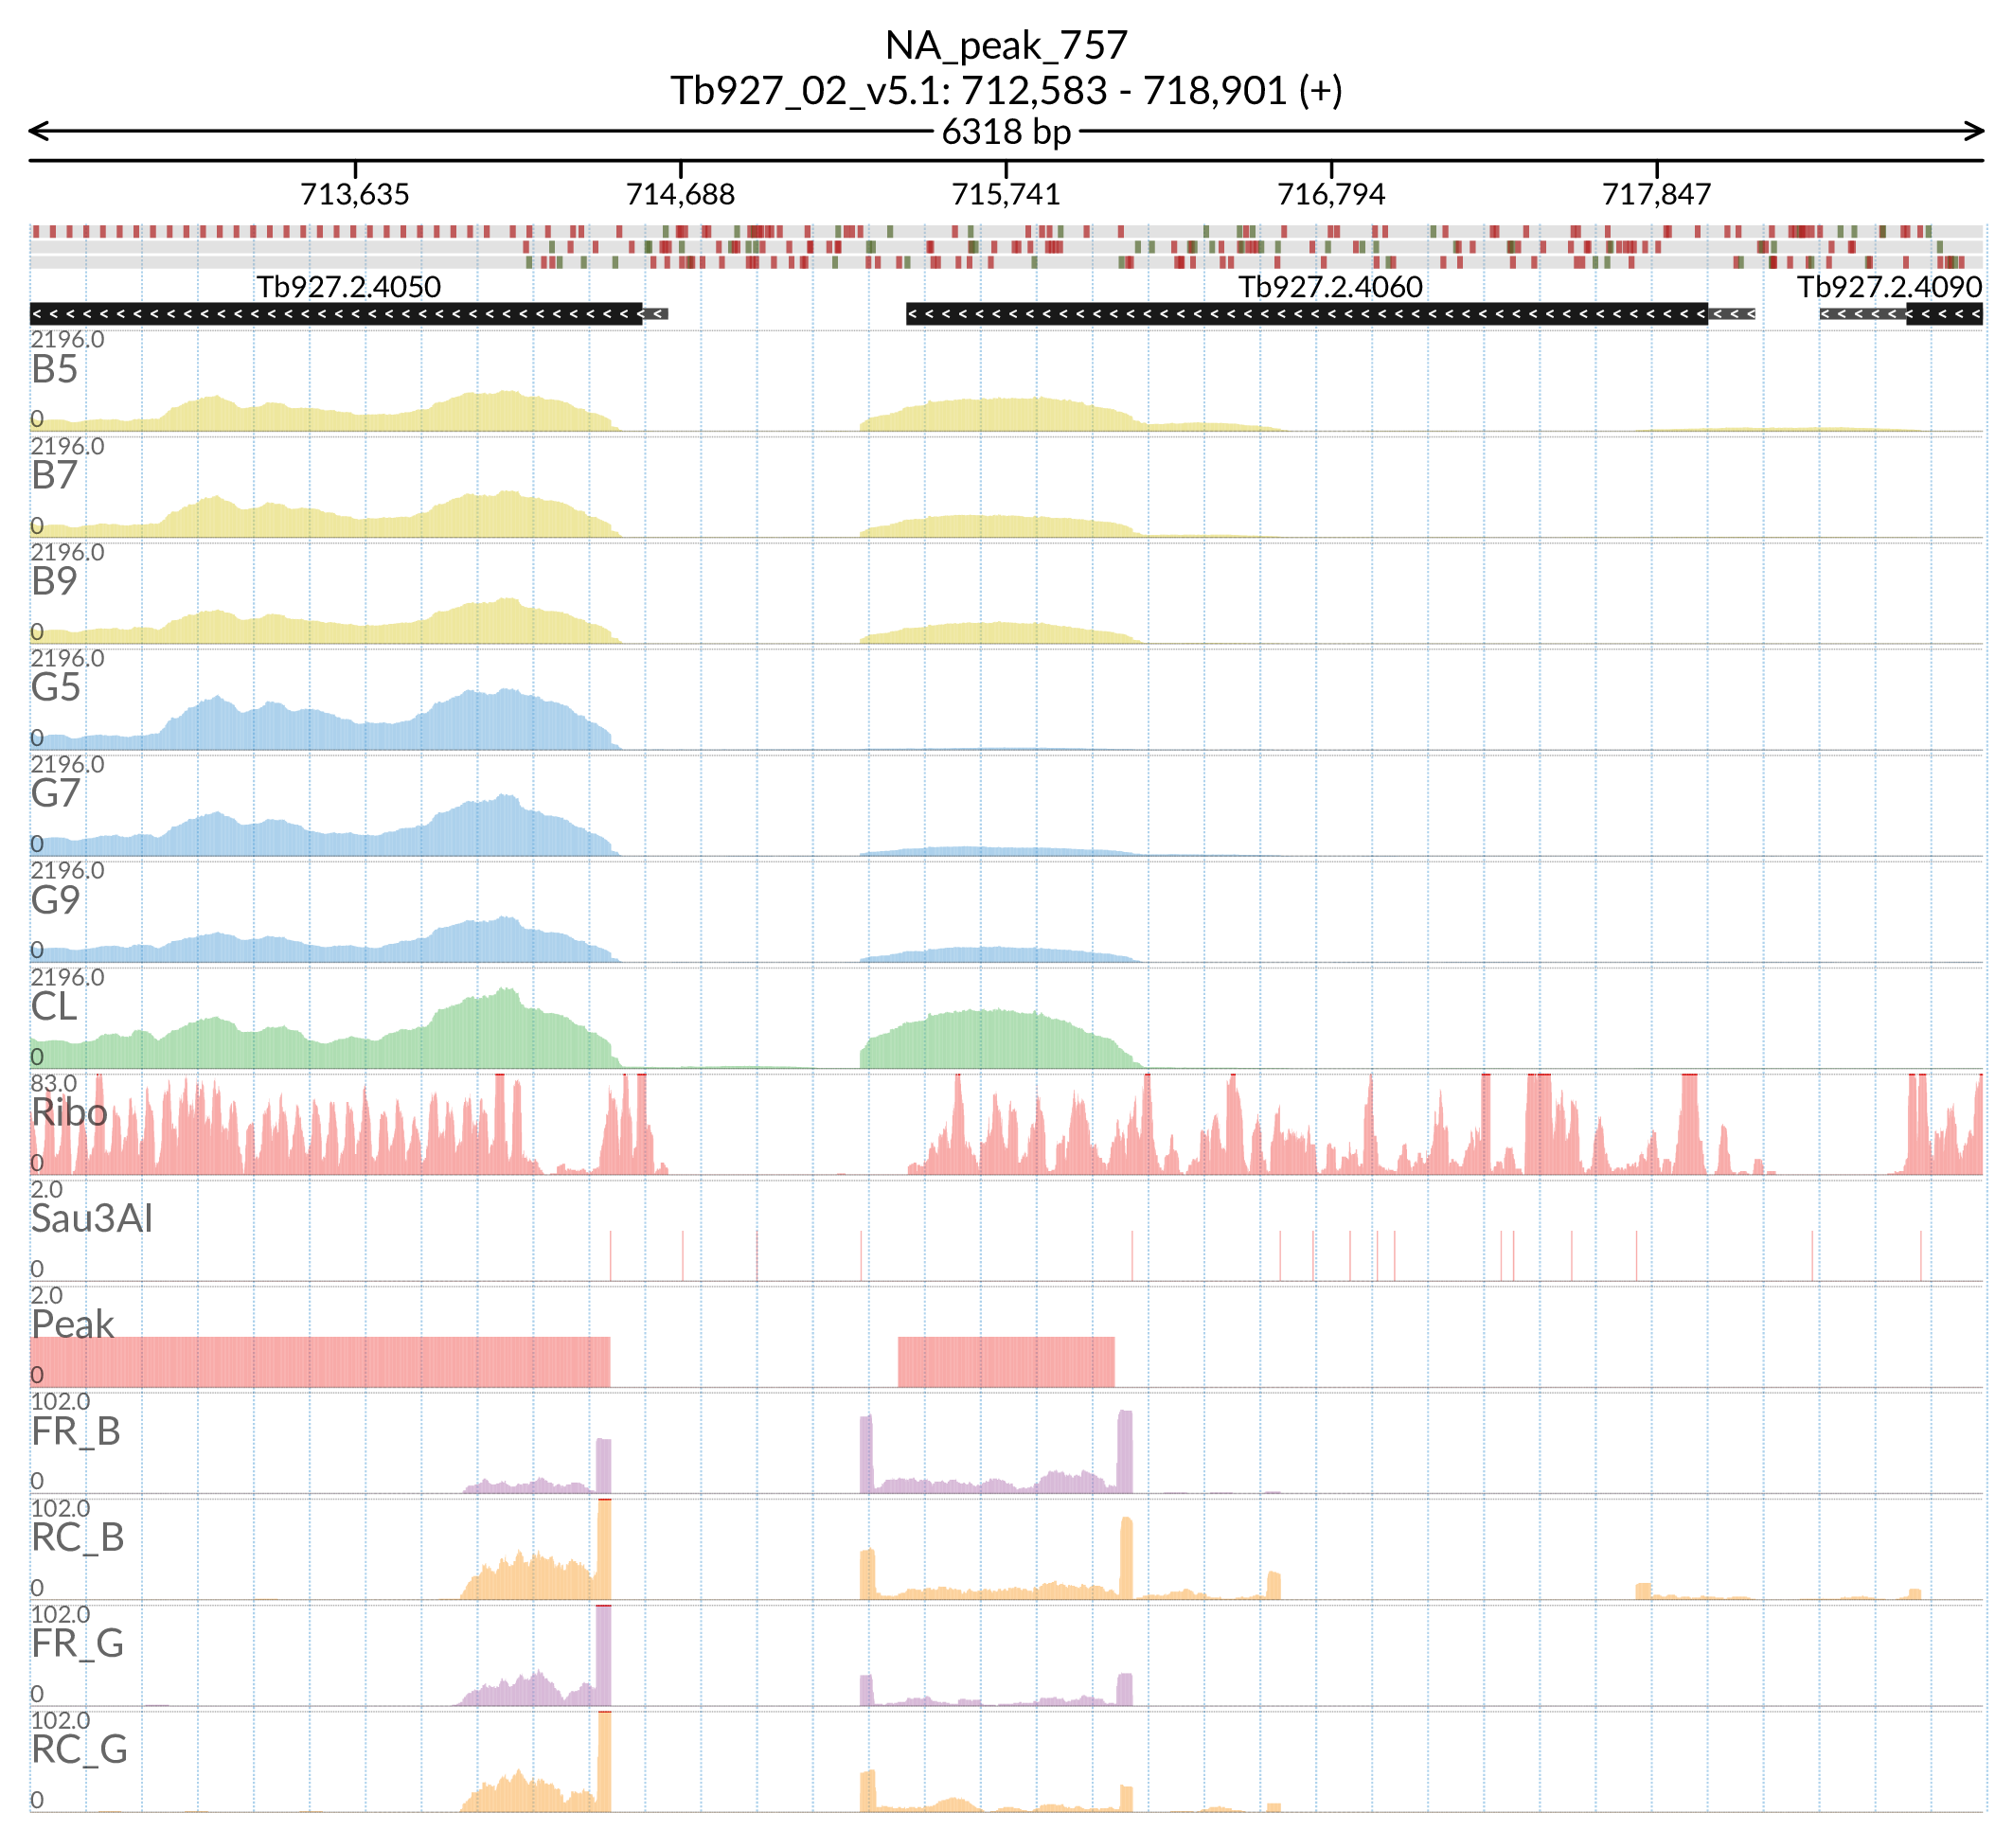 NA_peak_757
Tb927_02_v5.1: 712,583 - 718,901 (+)
6318 bp
713,635 714,688 715,741 716,794 717,847
Tb927.2.4050 Tb927.2.4060 Tb927.2.4090
2196.0
B5
0
2196.0
B7
0
2196.0
B9
0
2196.0
G5
0
2196.0
G7
0
2196.0
G9
0
2196.0
CL
0
83.0
Ribo
0
2.0
Sau3AI
0
2.0
Peak
0
102.0
FR_B
0
102.0
RC_B
0
102.0
FR_G
0
102.0
RC_G
0